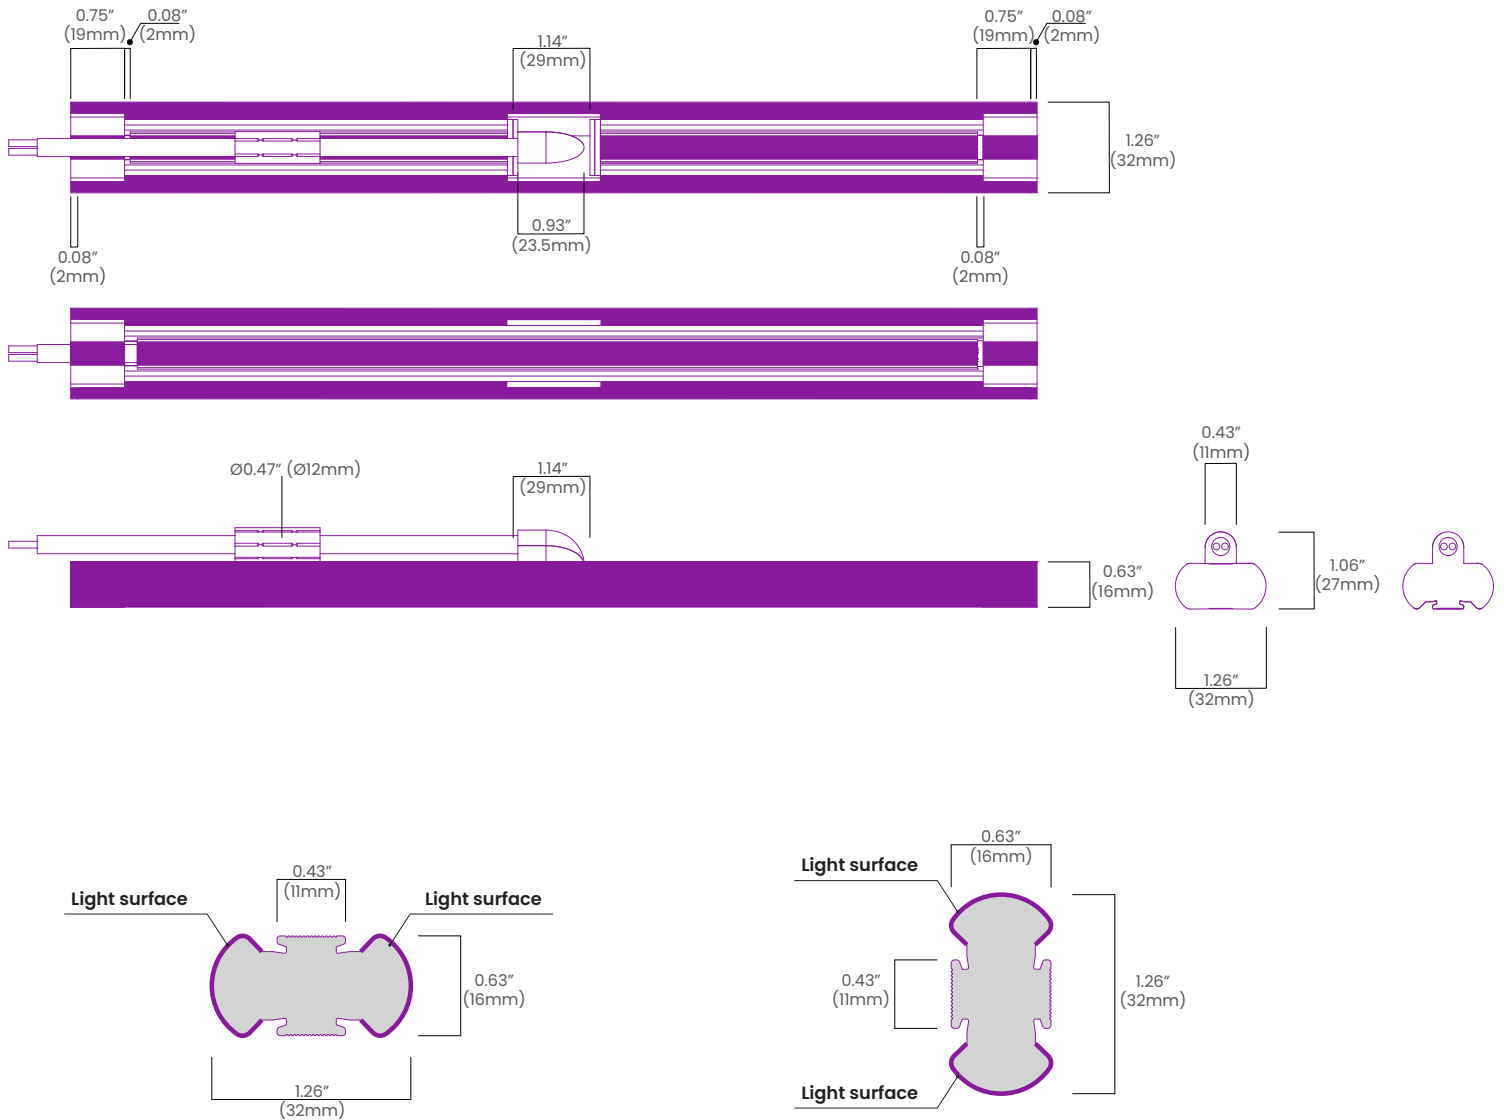 0.75” 0.08”
(19mm) (2mm)
1.14”
(29mm)
0.75” 0.08”
(19mm) (2mm)
1.26”
(32mm)
0.93”
(23.5mm)
0.08”
(2mm)
0.08”
(2mm)
Ø0.47” (Ø12mm)
1.14”
(29mm)
0.43”
(11mm)
0.63”
(16mm)
1.06”
(27mm)
1.26”
(32mm)
0.43”
(11mm)
Light surface
Light surface
0.63”
(16mm)
1.26”
(32mm)
0.63”
(16mm)
Light surface
0.43”
(11mm)
1.26”
(32mm)
Light surface